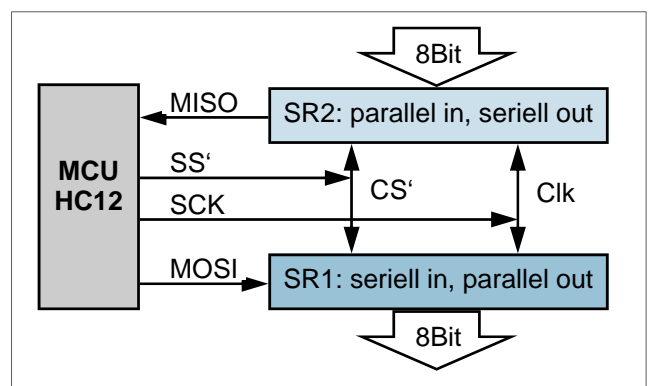 8Bit
MISO
SR2: parallel in, seriell out
MCU
HC12
SS‘
CS‘
Clk
SCK
MOSI
SR1: seriell in, parallel out
8Bit